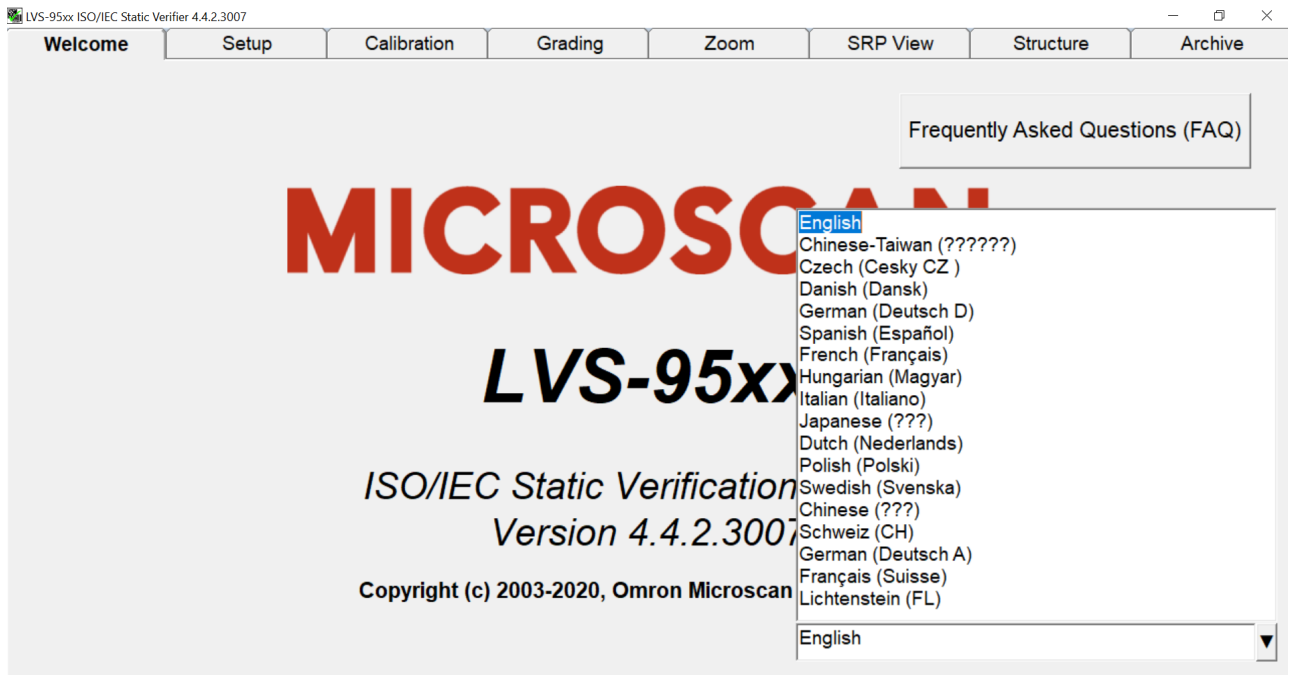 LVS-95xx ISO/IEC Static Verifier 4.4.2.3007
Welcome Setup Calibration Grading Zoom SRP View Structure Archive
Frequently Asked Questions (FAQ)
MICROSCAN
LVS-95xx
ISO/IEC Static Verification
Version 4.4.2.3007
Copyright (c) 2003-2020, Omron Microscan
English
Chinese-Taiwan (??????)
Czech (Cesky CZ )
Danish (Dansk)
German (Deutsch D)
Spanish (Español)
French (Français)
Hungarian (Magyar)
Italian (Italiano)
Japanese (???)
Dutch (Nederlands)
Polish (Polski)
Swedish (Svenska)
Chinese (???)
Schweiz (CH)
German (Deutsch A)
Français (Suisse)
Lichtenstein (FL)
English